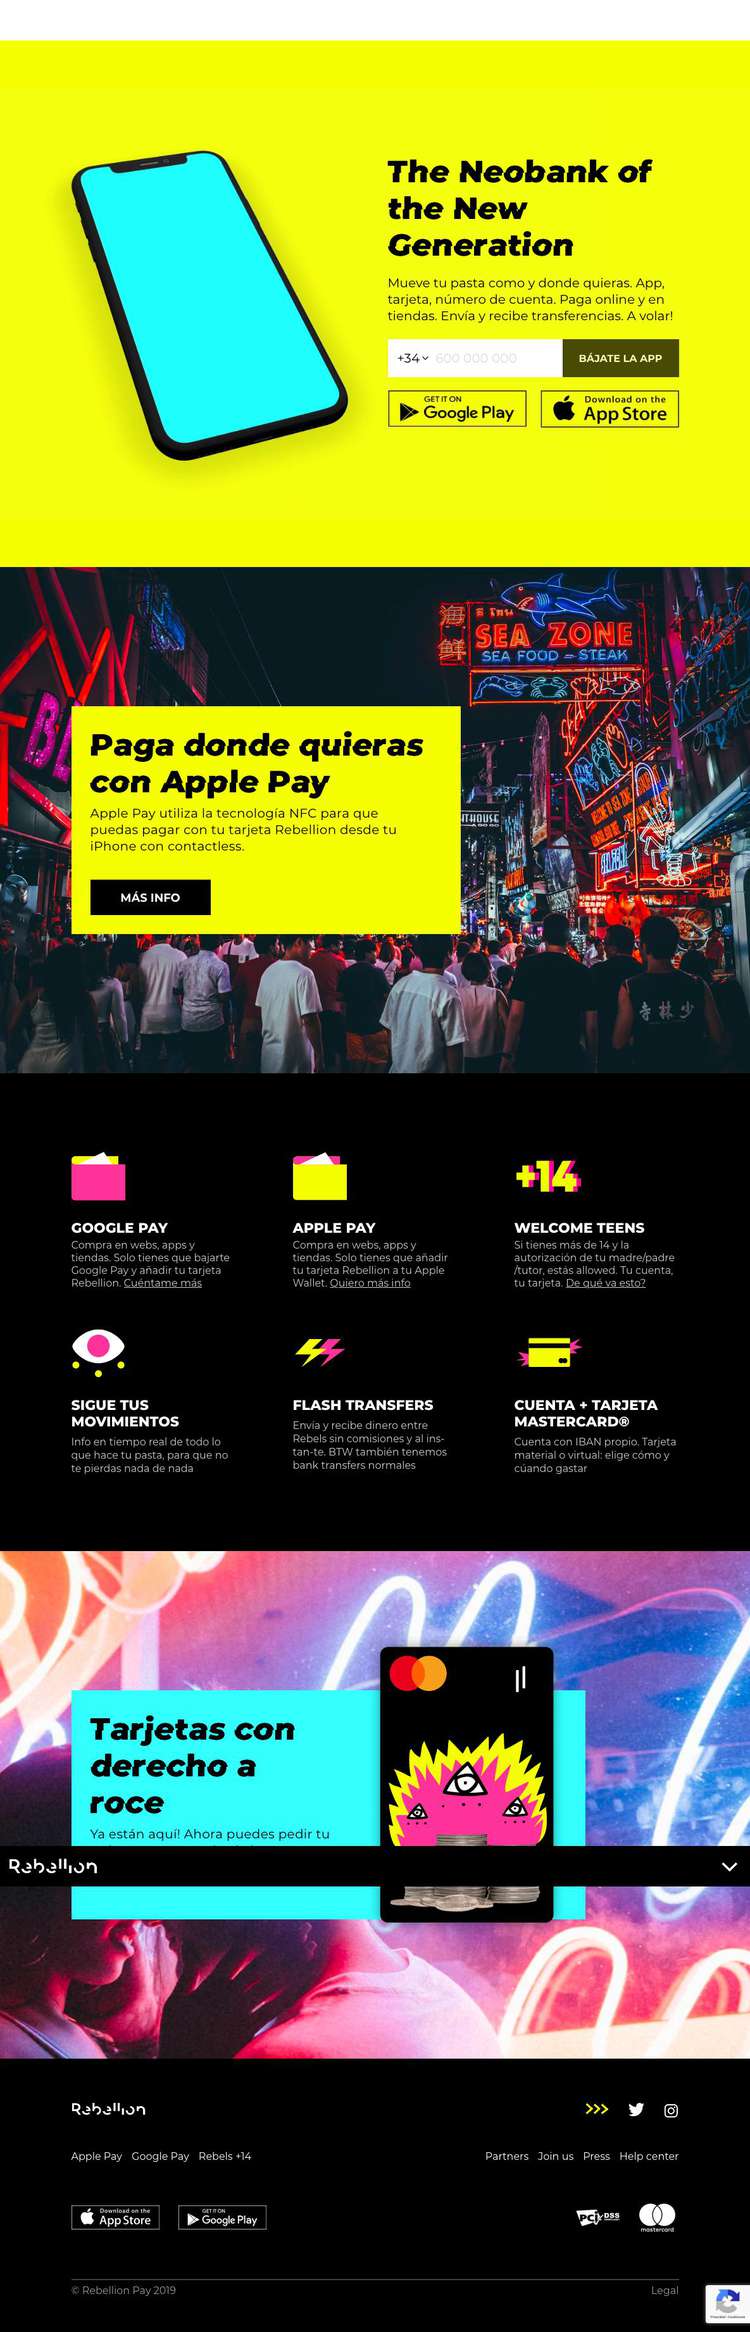 The Neobank of
the New
Generation
Mueve tu pasta como y donde quieras. App,
tarjeta, número de cuenta. Paga online y en
tiendas. Envía y recibe transferencias. A volar!
+34 600 000 000
BÁJATE LA APP
GET IT ON
Google Play
Download on the
App Store
海
鮮
SEA ZONE
SEA FOOD - STEAK
Paga donde quieras
con Apple Pay
Apple Pay utiliza la tecnología NFC para que
puedas pagar con tu tarjeta Rebellion desde tu
iPhone con contactless.
MÁS INFO
寺林少
+14
GOOGLE PAY
Compra en webs, apps y
tiendas. Solo tienes que bajarte
Google Pay y añadir tu tarjeta
Rebellion. Cuéntame más
APPLE PAY
Compra en webs, apps y
tiendas. Solo tienes que añadir
tu tarjeta Rebellion a tu Apple
Wallet. Quiero más info
WELCOME TEENS
Si tienes más de 14 y la
autorización de tu madre/padre
/tutor, estás allowed. Tu cuenta,
tu tarjeta. De qué va esto?
SIGUE TUS
MOVIMIENTOS
Info en tiempo real de todo lo
que hace tu pasta, para que no
te pierdas nada de nada
FLASH TRANSFERS
Envía y recibe dinero entre
Rebels sin comisiones y al ins-
tan-te. BTW también tenemos
bank transfers normales
CUENTA + TARJETA
MASTERCARD®
Cuenta con IBAN propio. Tarjeta
material o virtual: elige cómo y
cúando gastar
Tarjetas con
derecho a
roce
Ya están aquí! Ahora puedes pedir tu
Rebellion
Rebellion
Apple Pay Google Pay Rebels +14
Partners Join us Press Help center
Download on the
App Store
GET IT ON
Google Play
PCI DSS
mastercard
© Rebellion Pay 2019
Legal